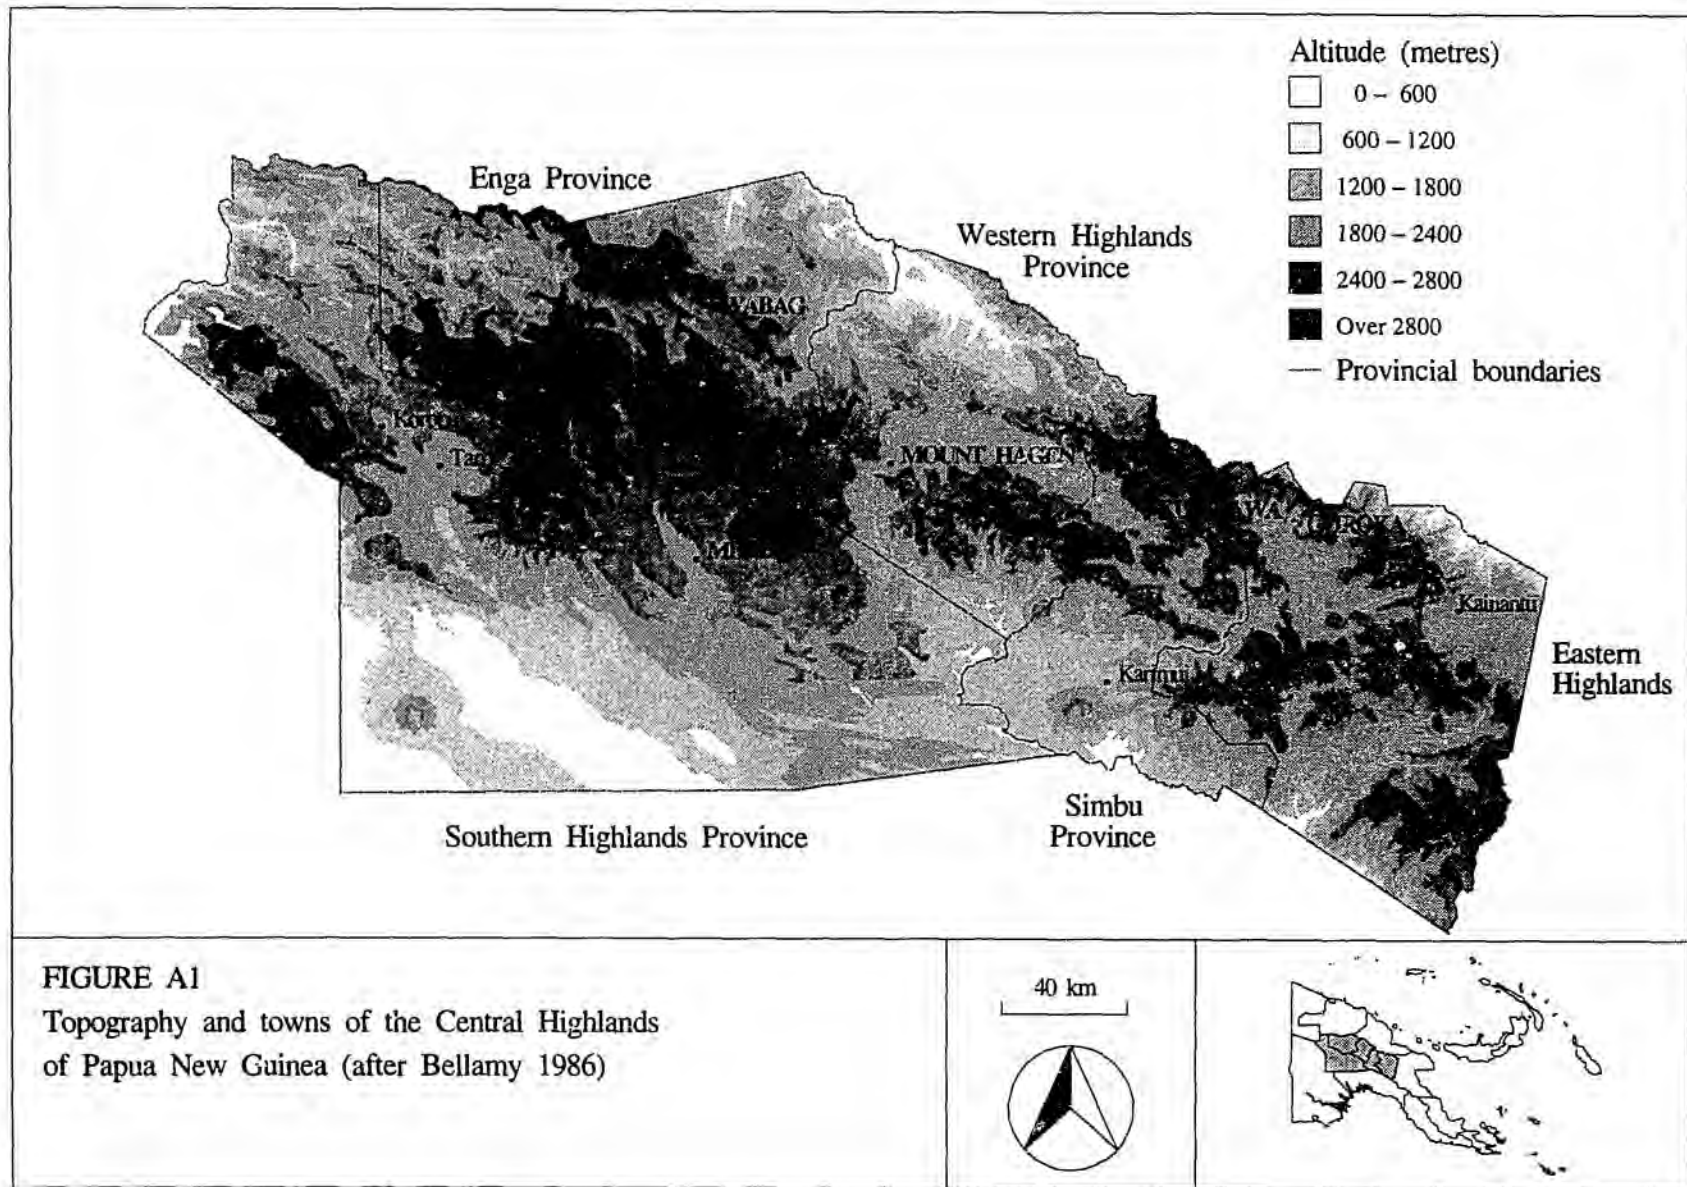 Altitude (metres)
0 – 600
600 – 1200
1200 – 1800
1800 – 2400
2400 – 2800
Over 2800
Provincial boundaries
Enga Province
Western Highlands
Province
WABAG
MOUNT HAGEN
GOROKA
Kainantu
Karimui
Eastern
Highlands
Simbu
Province
Southern Highlands Province
FIGURE A1
Topography and towns of the Central Highlands
of Papua New Guinea (after Bellamy 1986)
40 km